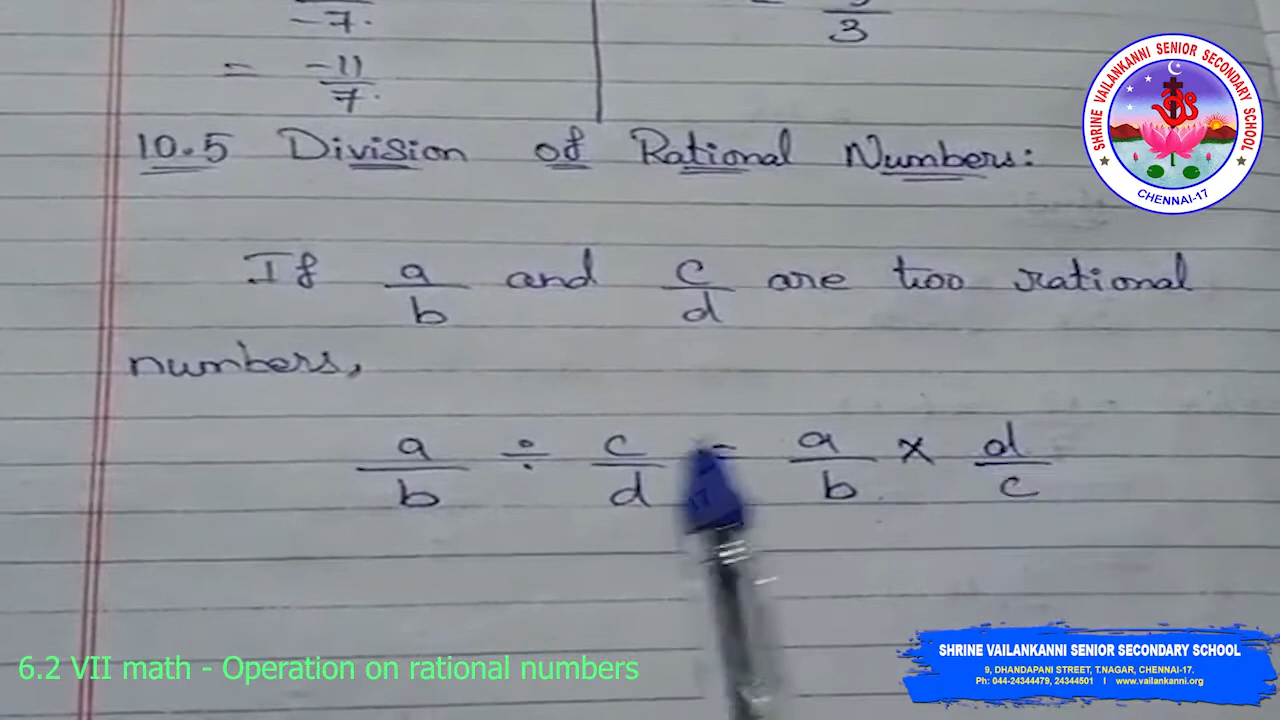 -7.
= 3
= -11
7.
10.5 Division of Rational Numbers:
If a/b and c/d are two rational
numbers,
a/b ÷ c/d = a/b × d/c
SHRINE VAILANKANNI SENIOR SECONDARY SCHOOL
CHENNAI-17
6.2 VII math - Operation on rational numbers
SHRINE VAILANKANNI SENIOR SECONDARY SCHOOL
9, DHANDAPANI STREET, T.NAGAR, CHENNAI-17.
Ph: 044-24344479, 24344501 I www.vailankanni.org